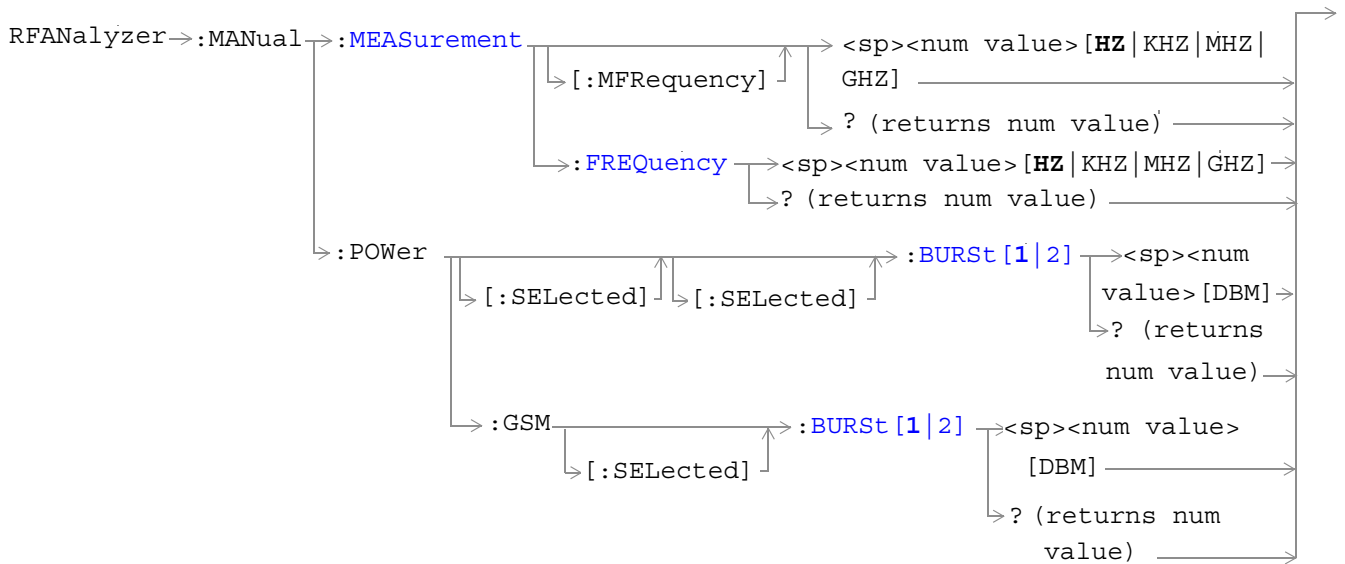 RFANalyzer :MANual :MEASurement <sp><num value>[HZ|KHZ|MHZ|
[:MFRequency] GHZ]
? (returns num value)
:FREQuency <sp><num value>[HZ|KHZ|MHZ|GHZ]
? (returns num value)
:POWer :BURSt[1|2] <sp><num
[:SELected] [:SELected] value>[DBM]
? (returns
num value)
:GSM :BURSt[1|2] <sp><num value>
[:SELected] [DBM]
? (returns num
value)